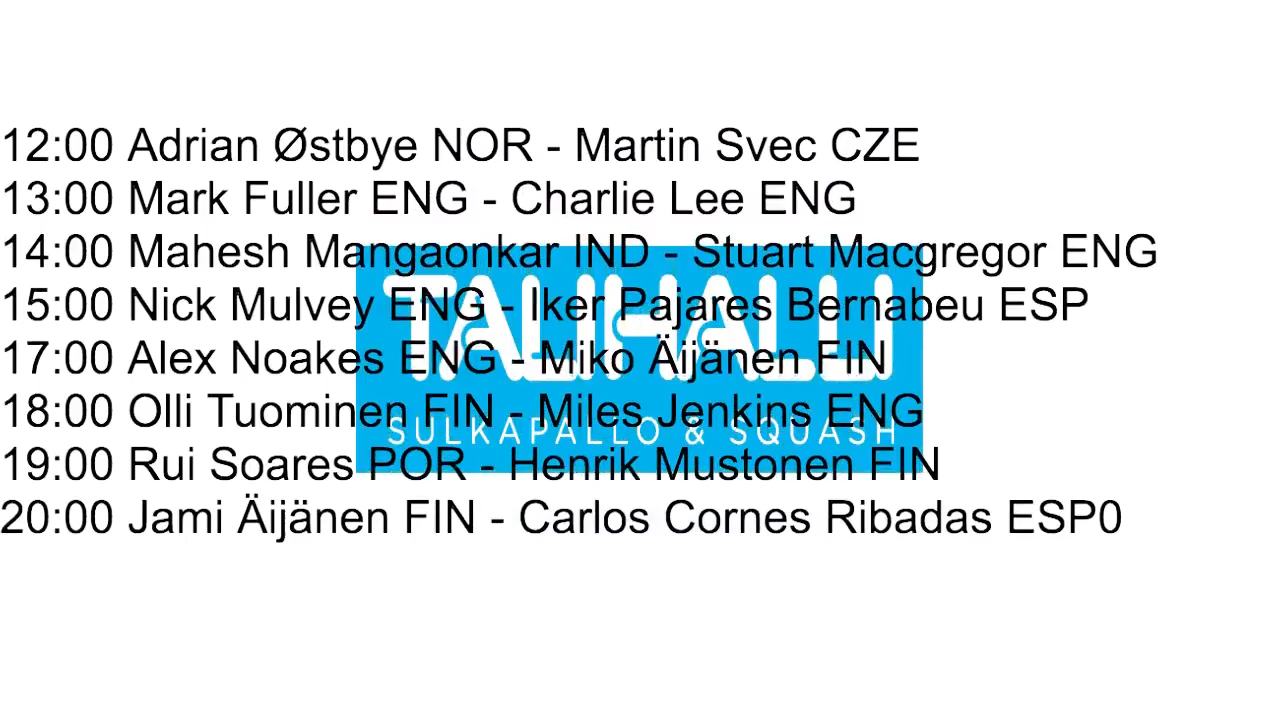 12:00 Adrian Østbye NOR - Martin Svec CZE
13:00 Mark Fuller ENG - Charlie Lee ENG
14:00 Mahesh Mangaonkar IND - Stuart Macgregor ENG
15:00 Nick Mulvey ENG - Iker Pajares Bernabeu ESP
17:00 Alex Noakes ENG - Miko Äijänen FIN
18:00 Olli Tuominen FIN - Miles Jenkins ENG
19:00 Rui Soares POR - Henrik Mustonen FIN
20:00 Jami Äijänen FIN - Carlos Cornes Ribadas ESP0
TALIHALLI
SULKAPALLO & SQUASH